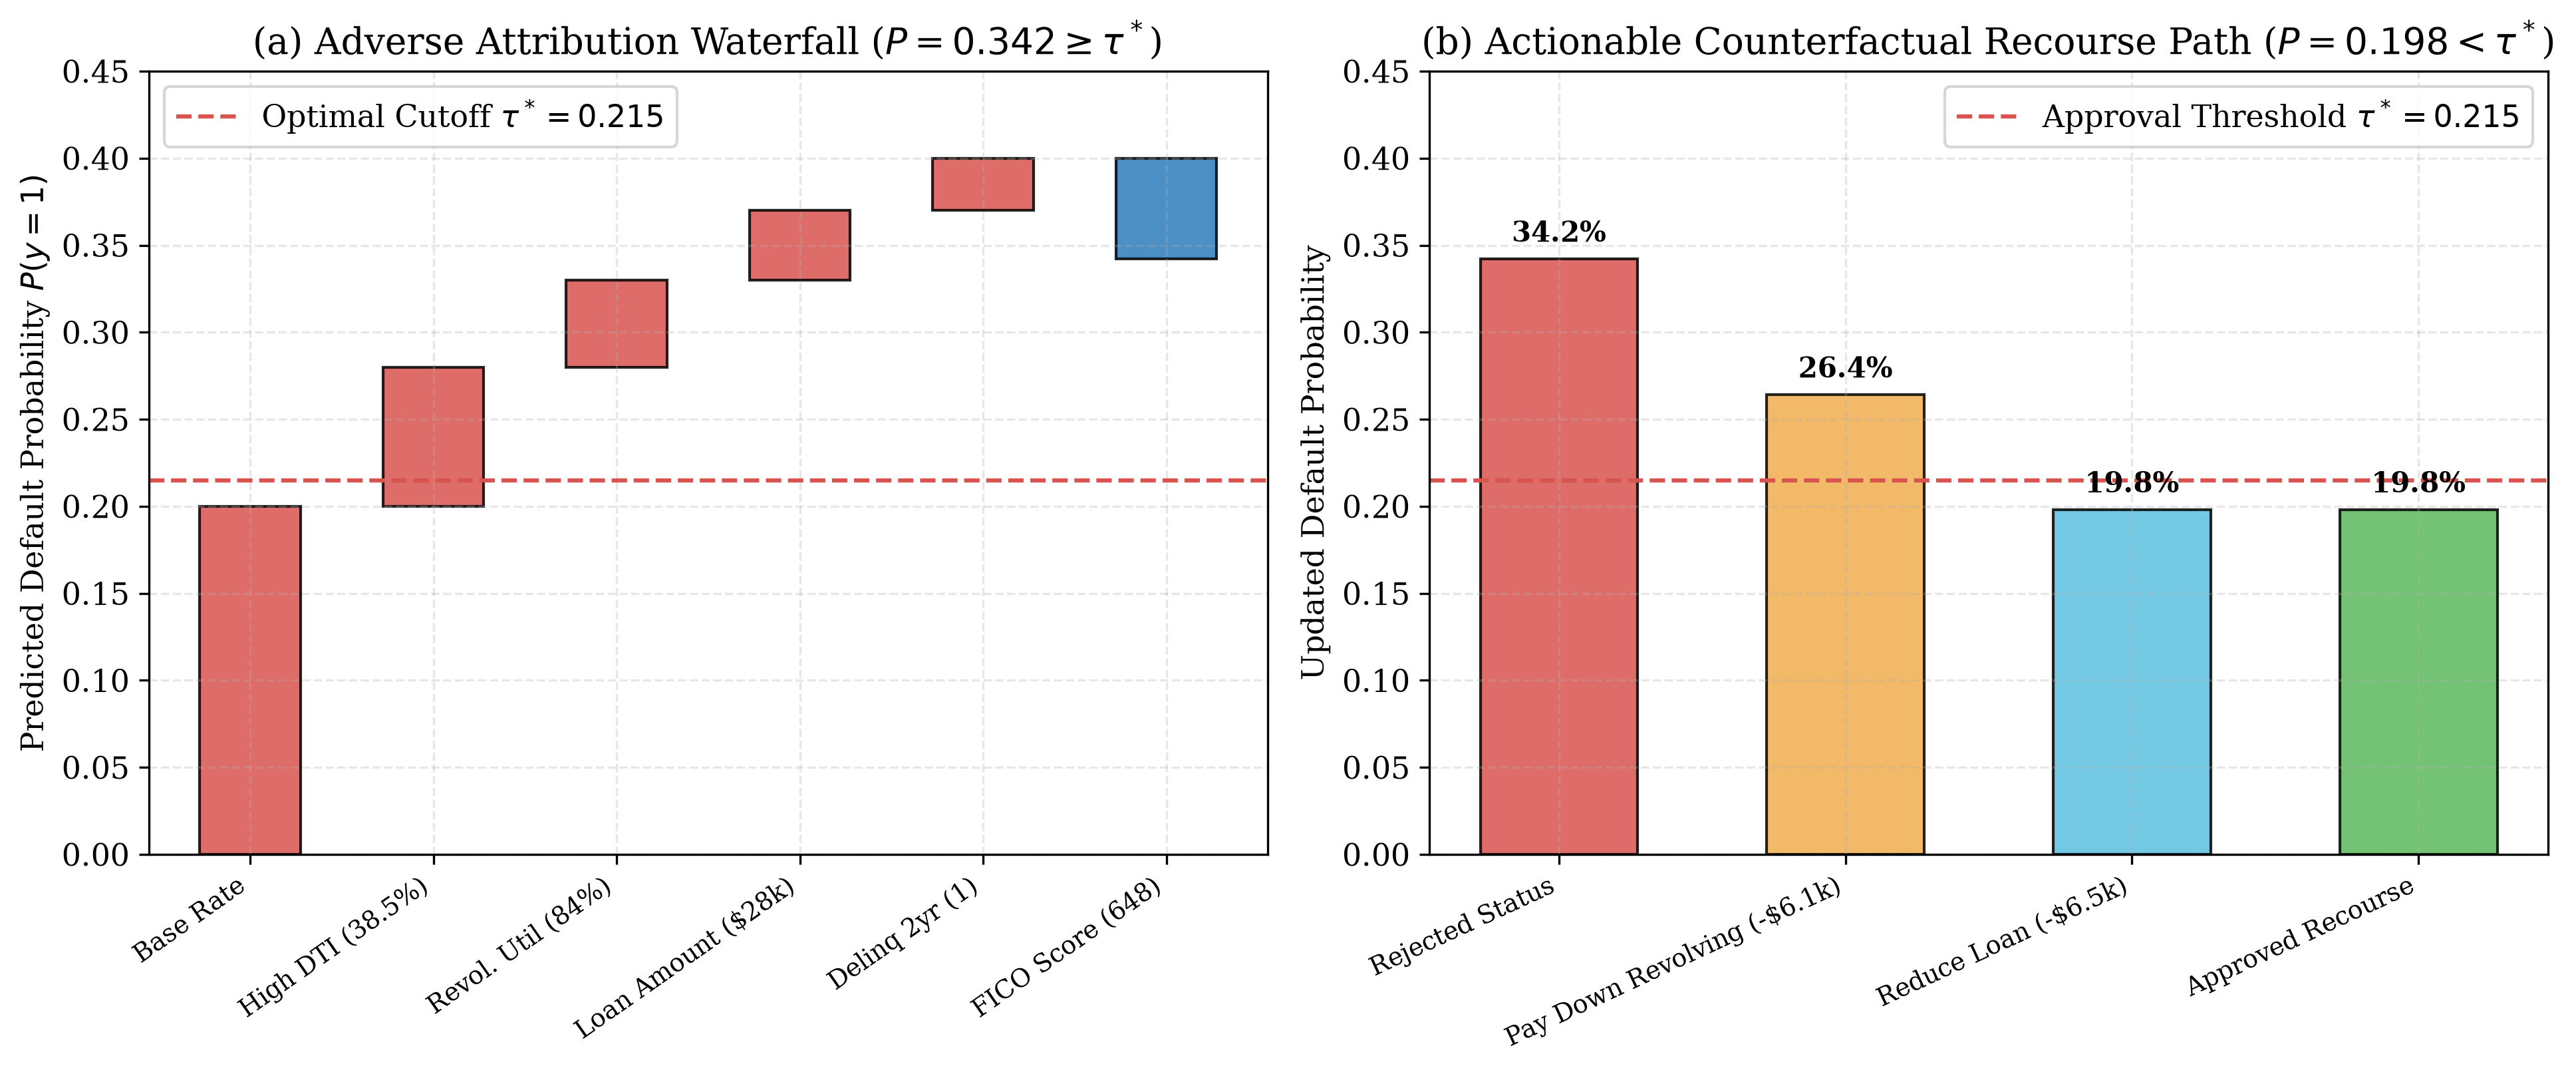 (a) Adverse Attribution Waterfall (P = 0.342 ≥ τ*)
Optimal Cutoff τ* = 0.215
Predicted Default Probability P(y = 1)
0.45
0.40
0.35
0.30
0.25
0.20
0.15
0.10
0.05
0.00
Base Rate
High DTI (38.5%)
Revol. Util (84%)
Loan Amount ($28k)
Delinq 2yr (1)
FICO Score (648)
(b) Actionable Counterfactual Recourse Path (P = 0.198 < τ*)
Approval Threshold τ* = 0.215
Updated Default Probability
0.45
0.40
0.35
0.30
0.25
0.20
0.15
0.10
0.05
0.00
34.2%
26.4%
19.8%
19.8%
Rejected Status
Pay Down Revolving (-$6.1k)
Reduce Loan (-$6.5k)
Approved Recourse